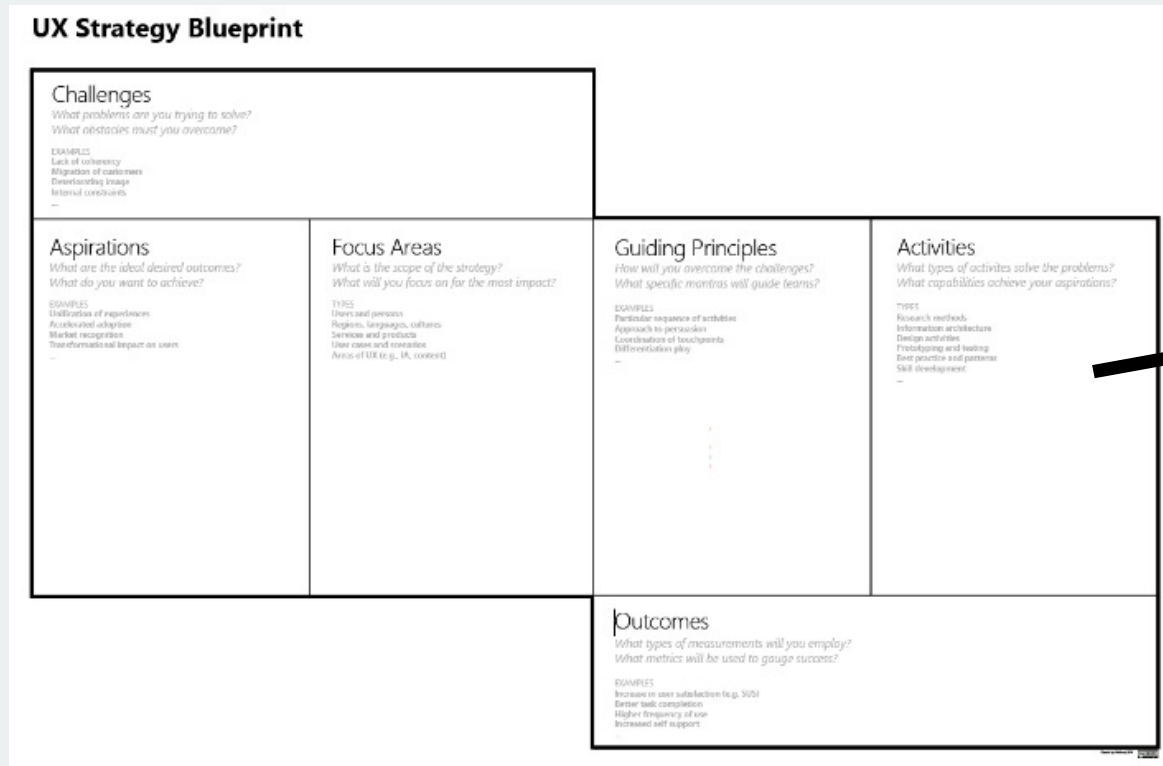 UX Strategy Blueprint
Challenges
What problems are you trying to solve?
What obstacles must you overcome?
EXAMPLES
Lack of coherency
Migration of customers
Deteriorating image
Internal constraints
...
Aspirations
What are the ideal desired outcomes?
What do you want to achieve?
EXAMPLES
Unification of experiences
Accelerated adoption
Market recognition
Transformational impact on users
...
Focus Areas
What is the scope of the strategy?
What will you focus on for the most impact?
TYPES
Users and persons
Regions, languages, cultures
Services and products
User cases and scenarios
Areas of UX (e.g., IA, content)
Guiding Principles
How will you overcome the challenges?
What specific mantras will guide teams?
EXAMPLES
Particular sequence of activities
Approach to persuasion
Coordination of touchpoints
Differentiation play
...
Activities
What types of activites solve the problems?
What capabilities achieve your aspirations?
TYPES
Research methods
Information architecture
Design activities
Prototyping and testing
Best practice and patterns
Skill development
...
Outcomes
What types of measurements will you employ?
What metrics will be used to gauge success?
EXAMPLES
Increase in user satisfaction (e.g. SUS)
Better task completion
Higher frequency of use
Increased self support
...